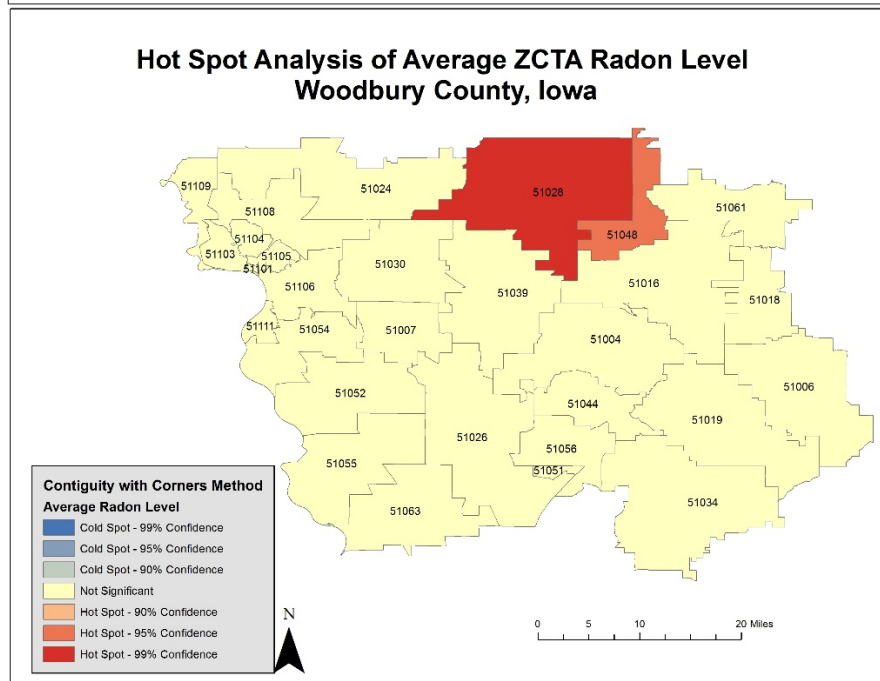 Hot Spot Analysis of Average ZCTA Radon Level
Woodbury County, Iowa
51109
51024
51028
51061
51108
51104
51103
51105
51101
51048
51030
51106
51039
51016
51018
51111
51054
51007
51004
51006
51052
51044
51019
51026
51056
51055
51051
51063
51034
Contiguity with Corners Method
Average Radon Level
Cold Spot - 99% Confidence
Cold Spot - 95% Confidence
Cold Spot - 90% Confidence
Not Significant
Hot Spot - 90% Confidence
Hot Spot - 95% Confidence
Hot Spot - 99% Confidence
N
0 5 10 20 Miles